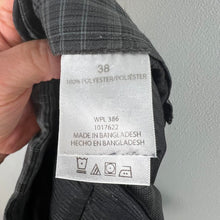 38
100% POLYESTER/POLIÉSTER
WPL 386
1017622
MADE IN BANGLADESH
HECHO EN BANGLADESH